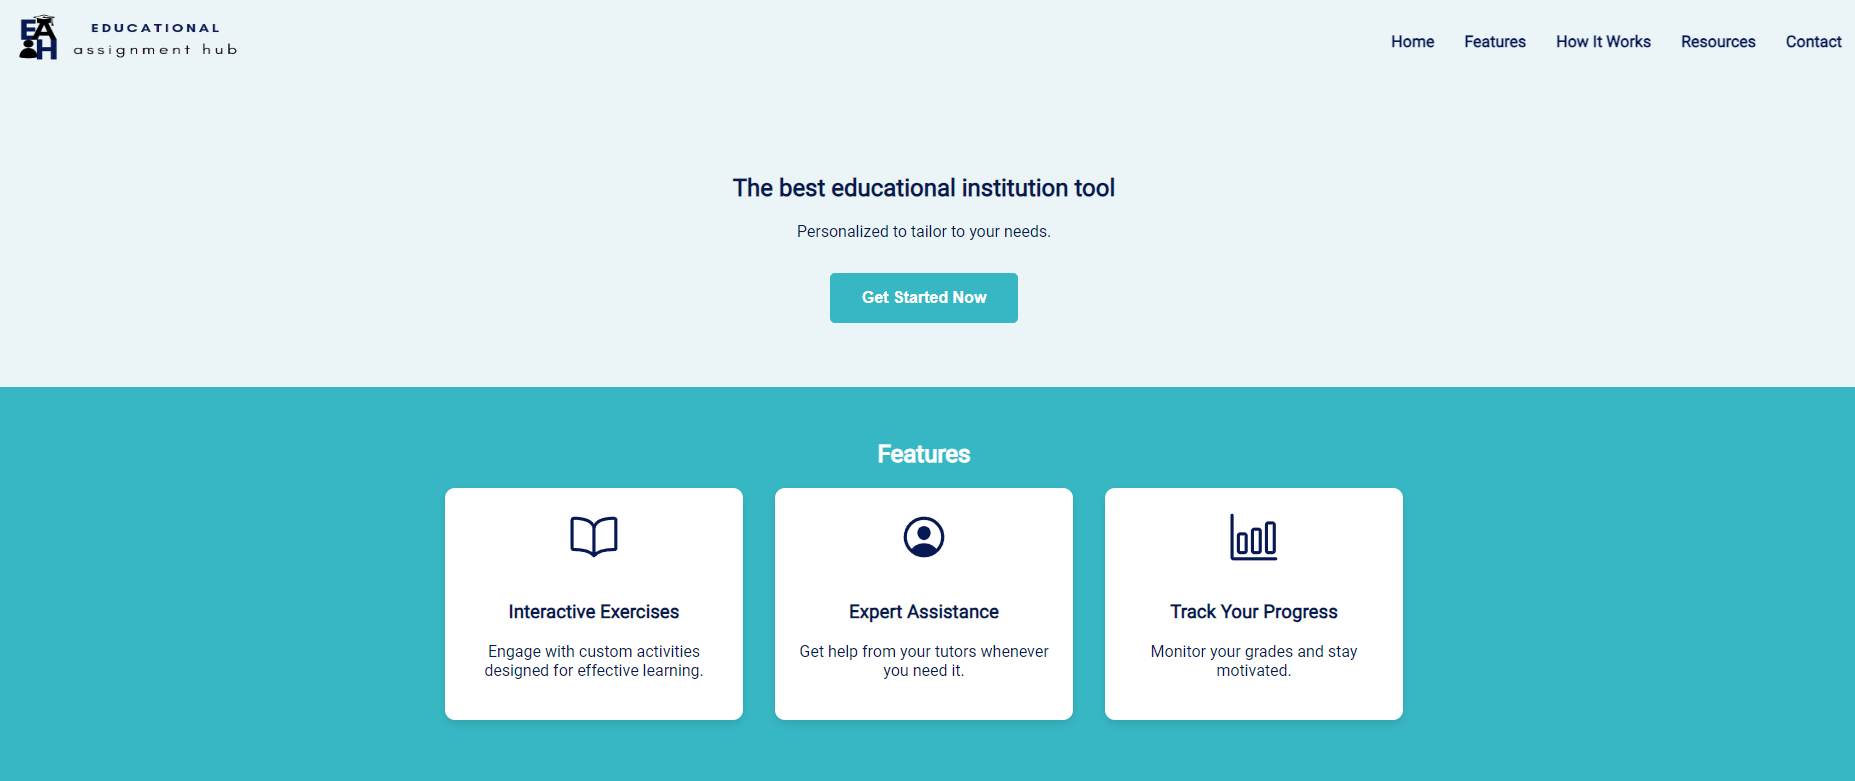 EAH
EDUCATIONAL
assignment hub
Home Features How It Works Resources Contact
The best educational institution tool
Personalized to tailor to your needs.
Get Started Now
Features
Interactive Exercises
Engage with custom activities
designed for effective learning.
Expert Assistance
Get help from your tutors whenever
you need it.
Track Your Progress
Monitor your grades and stay
motivated.